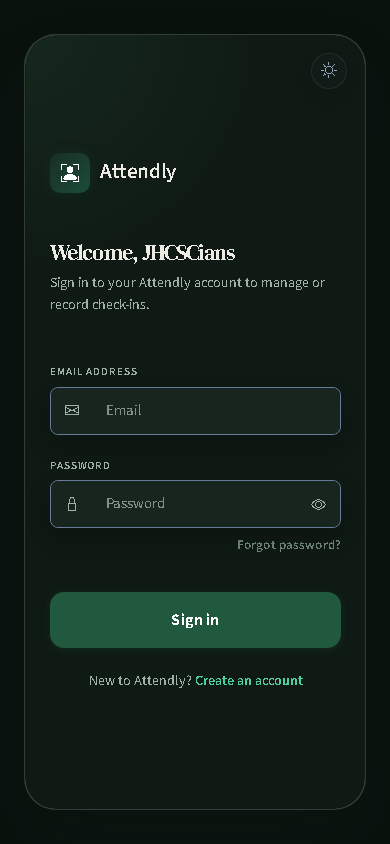 Attendly
Welcome, JHCSCians
Sign in to your Attendly account to manage or
record check-ins.
EMAIL ADDRESS
Email
PASSWORD
Password
Forgot password?
Sign in
New to Attendly? Create an account